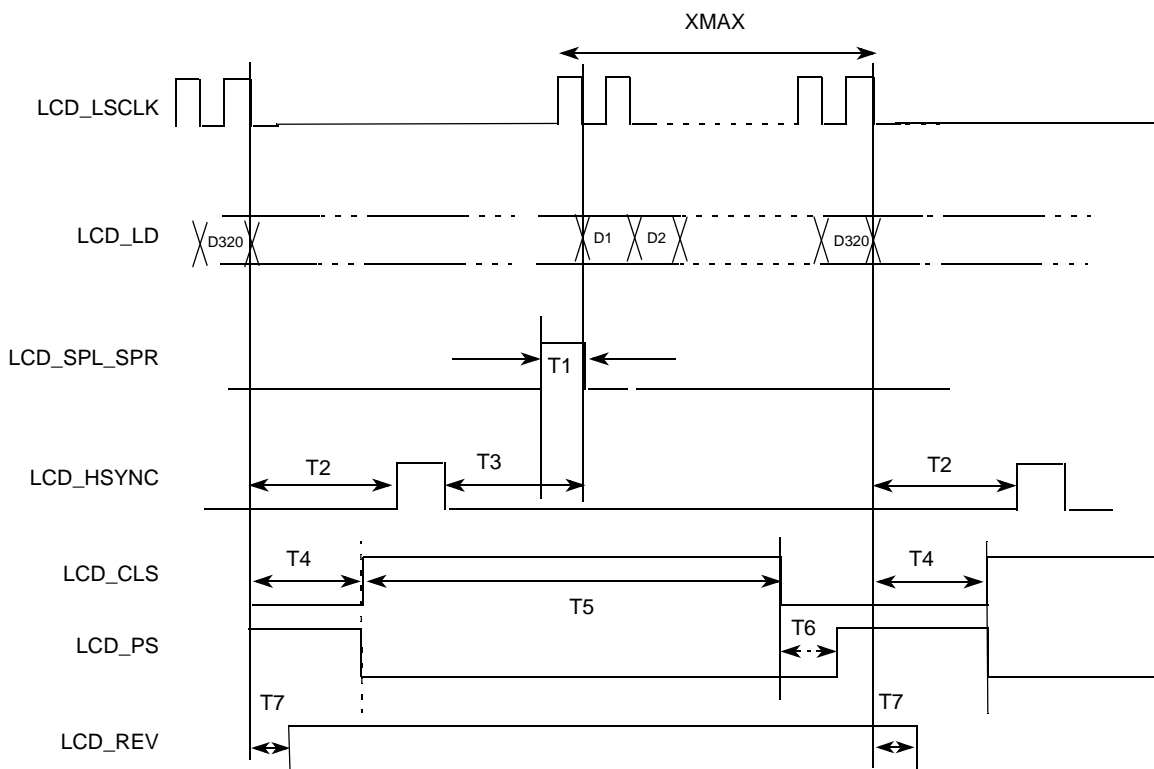 XMAX
LCD_LSCLK
LCD_LD
D320
D1
D2
D320
LCD_SPL_SPR
T1
LCD_HSYNC
T2
T3
T2
LCD_CLS
T4
T5
T4
LCD_PS
T6
LCD_REV
T7
T7